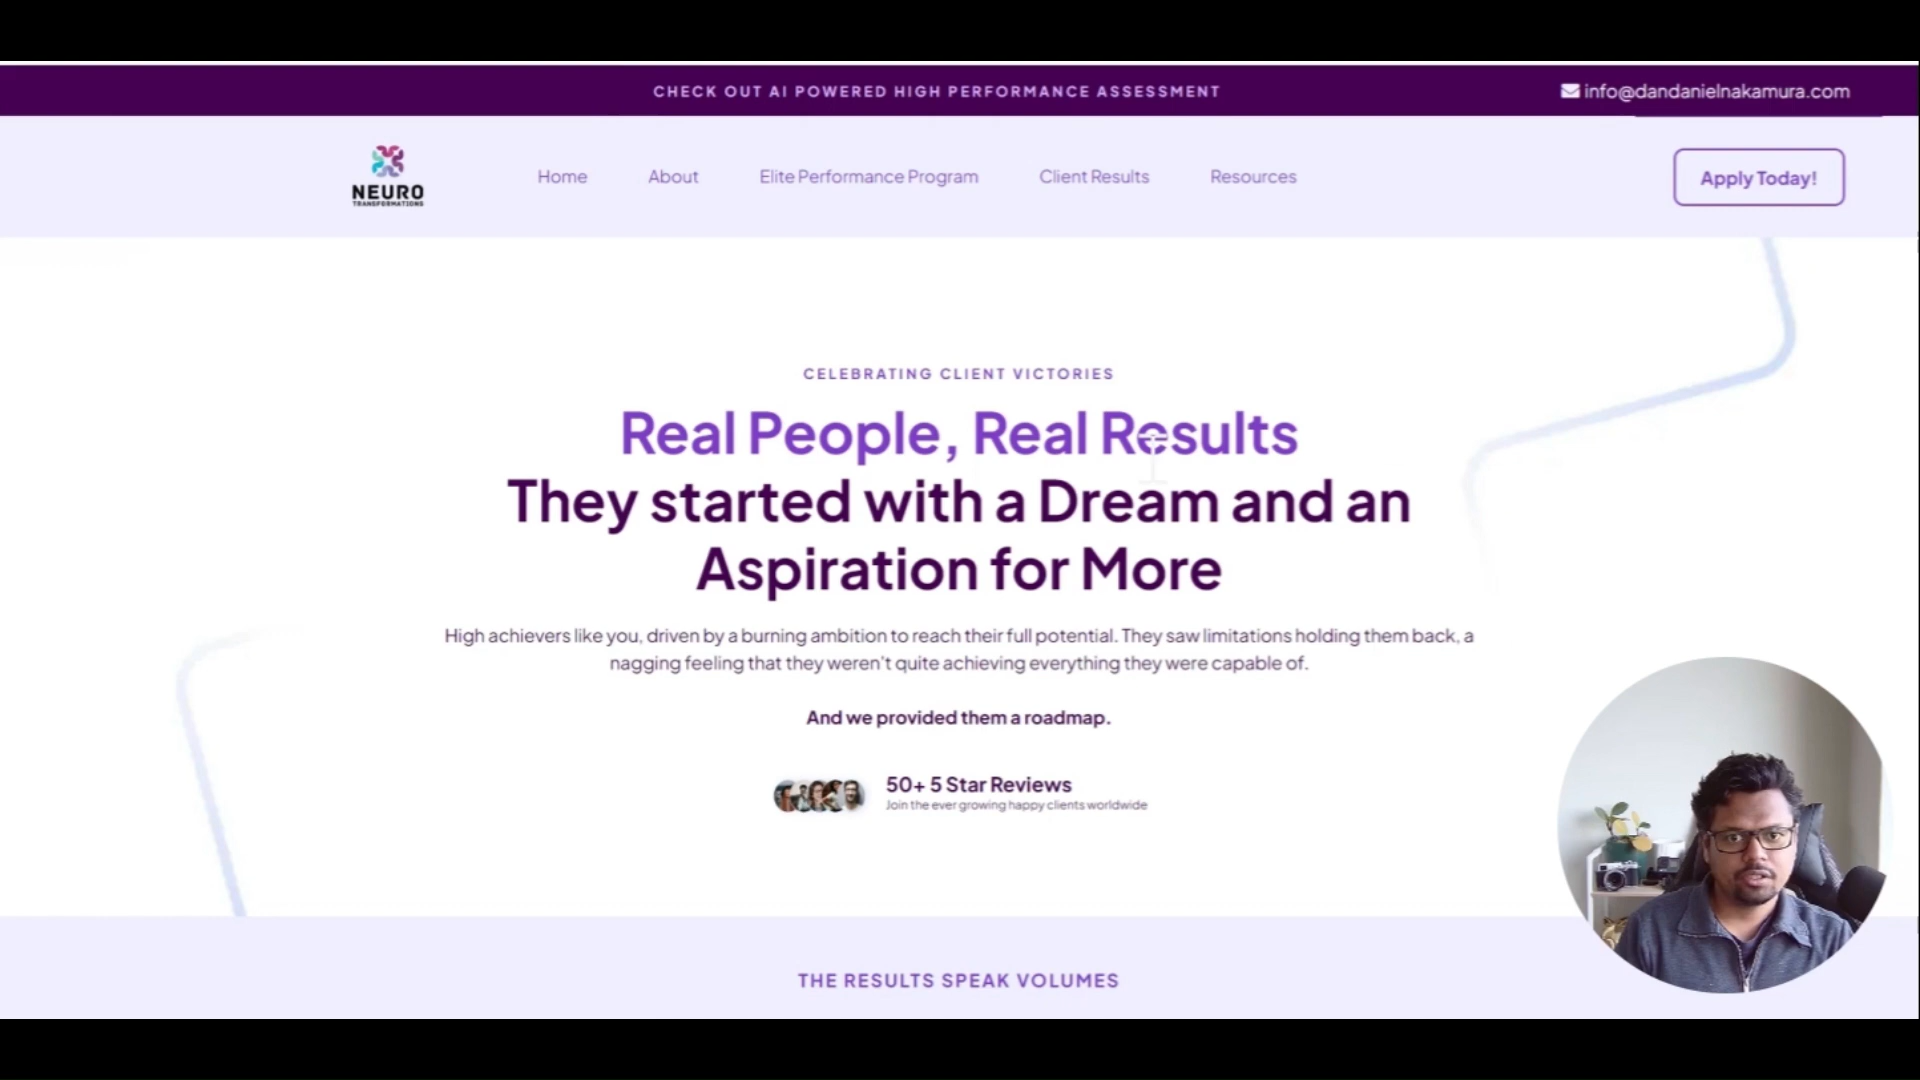 CHECK OUT AI POWERED HIGH PERFORMANCE ASSESSMENT
info@dandanielnakamura.com
NEURO
TRANSFORMATIONS
Home
About
Elite Performance Program
Client Results
Resources
Apply Today!
CELEBRATING CLIENT VICTORIES
Real People, Real Results
They started with a Dream and an
Aspiration for More
High achievers like you, driven by a burning ambition to reach their full potential. They saw limitations holding them back, a
nagging feeling that they weren't quite achieving everything they were capable of.
And we provided them a roadmap.
50+ 5 Star Reviews
Join the ever growing happy clients worldwide
THE RESULTS SPEAK VOLUMES